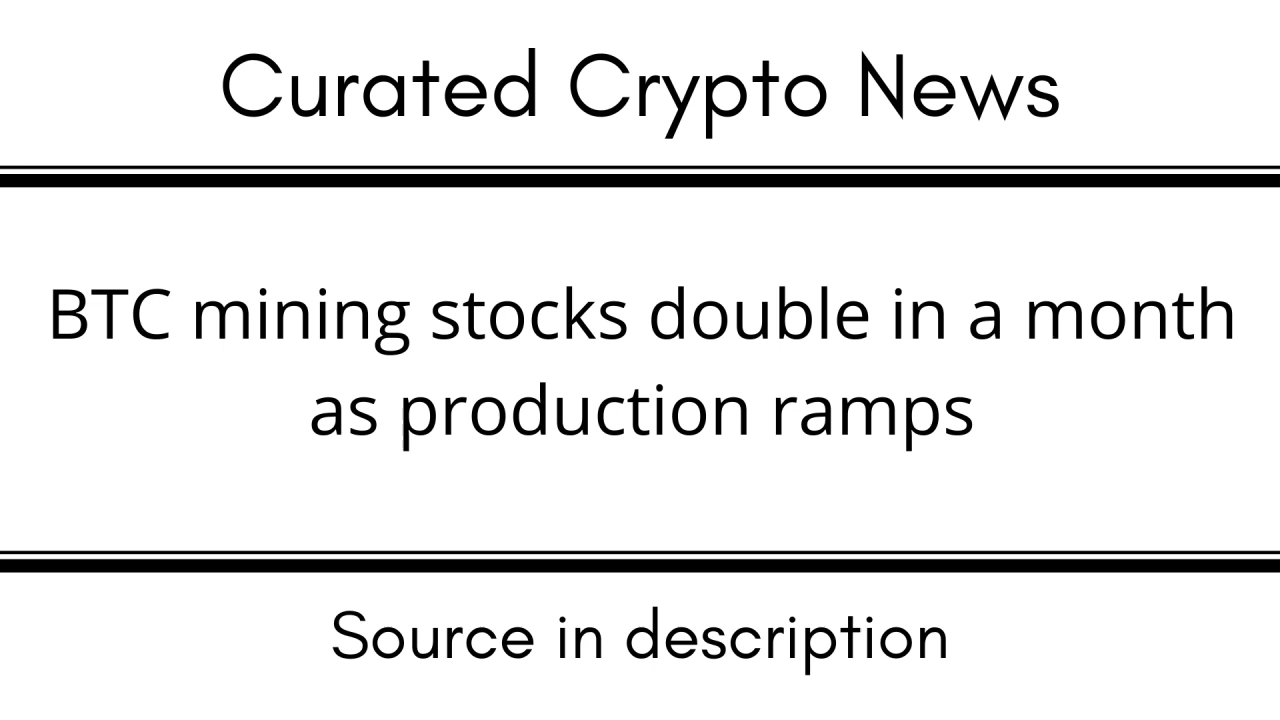 Curated Crypto News
BTC mining stocks double in a month
as production ramps
Source in description